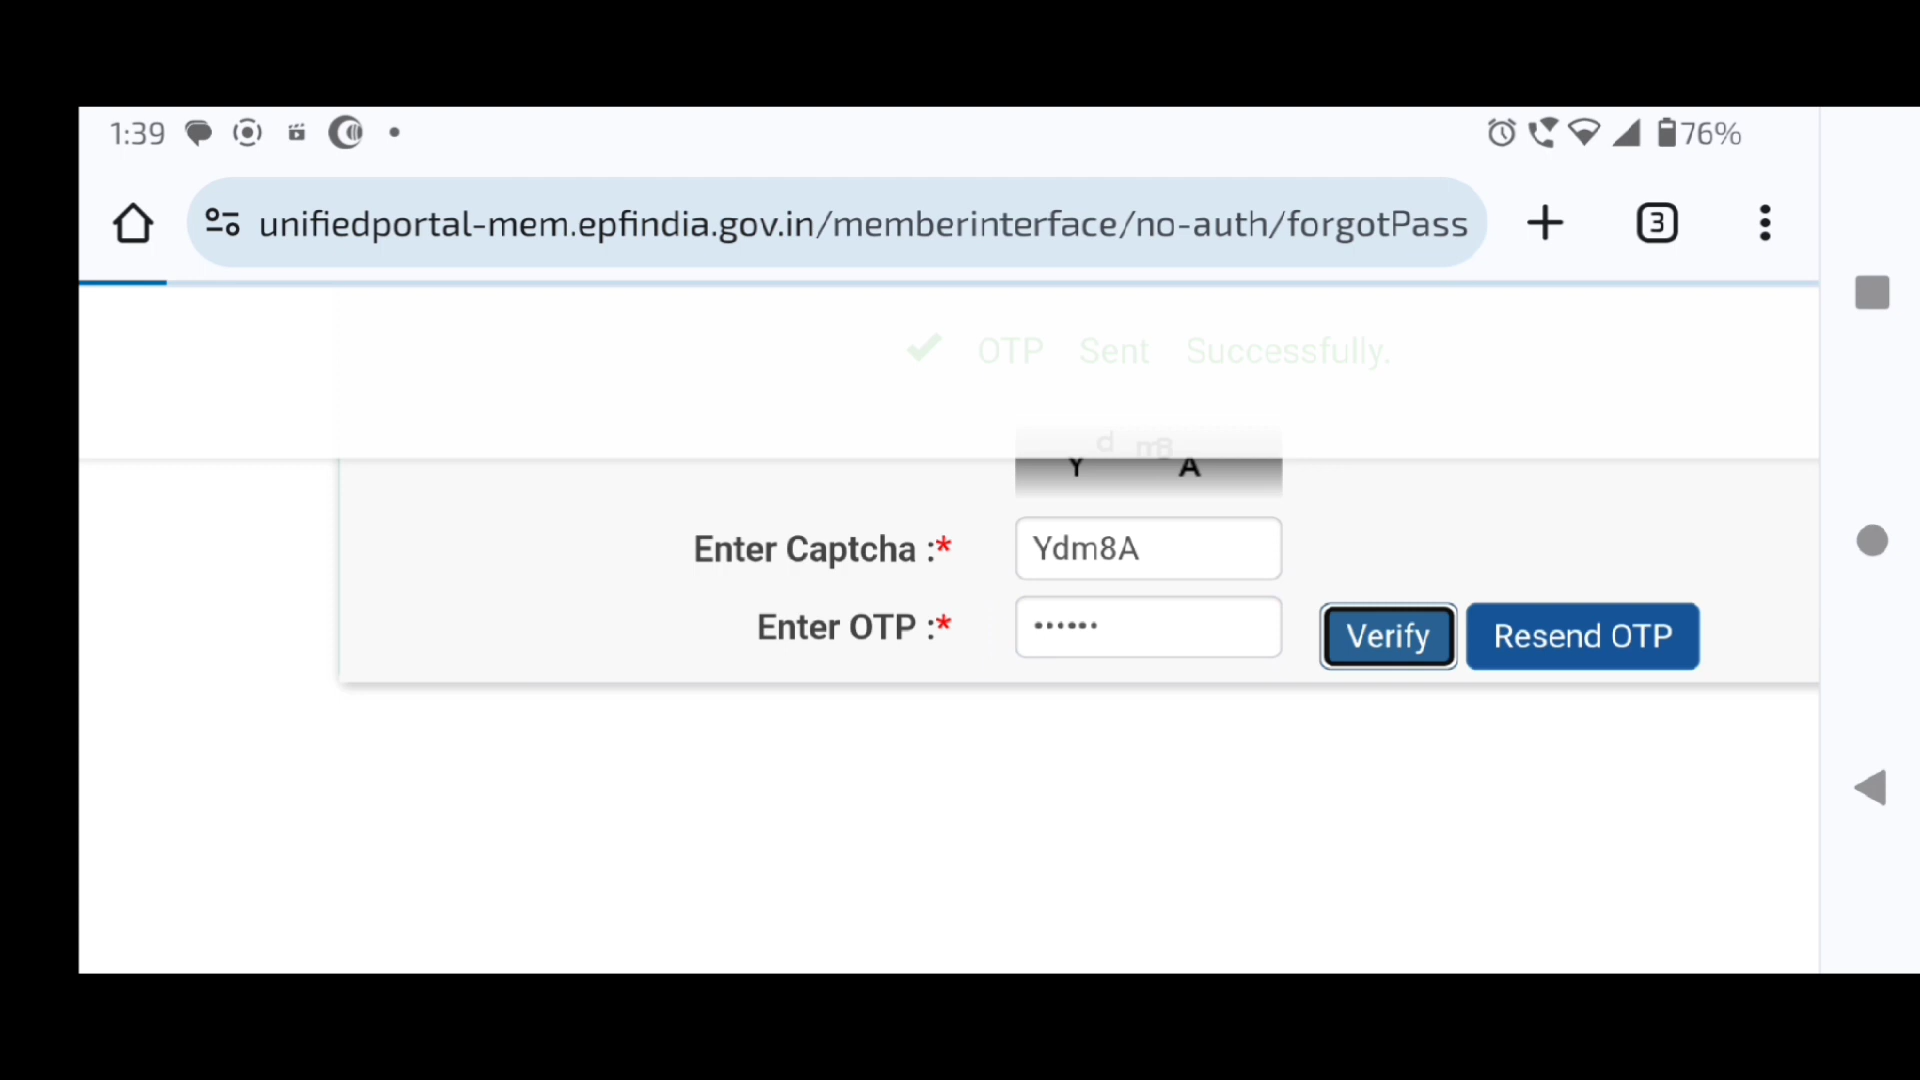 1:39 76%
unifiedportal-mem.epfindia.gov.in/memberinterface/no-auth/forgotPass
3
OTP Sent Successfully.
Y d m8 A
Enter Captcha :* Ydm8A
Enter OTP :* ••••••
Verify Resend OTP